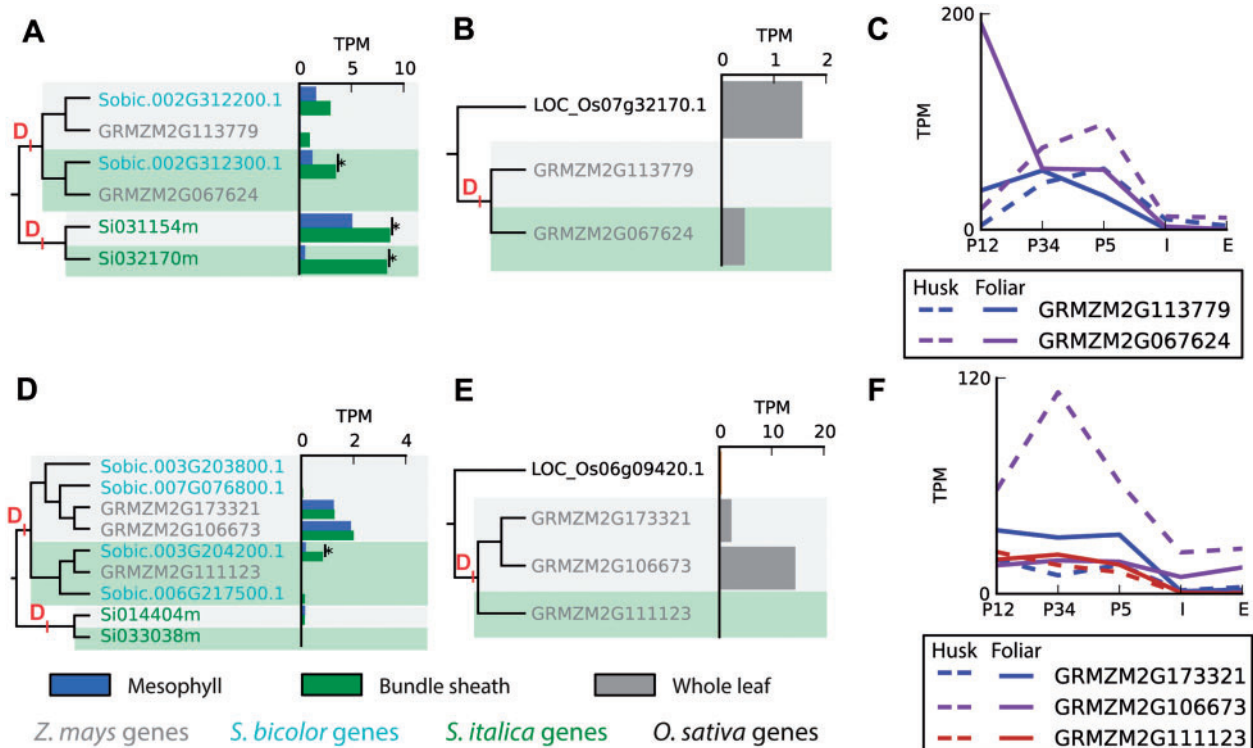 A
TPM
0 5 10
Sobic.002G312200.1
GRMZM2G113779
D
Sobic.002G312300.1
*
GRMZM2G067624
Si031154m
*
D
Si032170m
*
B
TPM
0 1 2
LOC_Os07g32170.1
GRMZM2G113779
D
GRMZM2G067624
C
200
TPM
0
P12 P34 P5 I E
Husk Foliar
GRMZM2G113779
GRMZM2G067624
D
TPM
0 2 4
Sobic.003G203800.1
Sobic.007G076800.1
GRMZM2G173321
D
GRMZM2G106673
Sobic.003G204200.1
*
GRMZM2G111123
Sobic.006G217500.1
D
Si014404m
Si033038m
E
TPM
0 10 20
LOC_Os06g09420.1
GRMZM2G173321
GRMZM2G106673
D
GRMZM2G111123
F
120
TPM
0
P12 P34 P5 I E
Husk Foliar
GRMZM2G173321
GRMZM2G106673
GRMZM2G111123
Mesophyll Bundle sheath Whole leaf
Z. mays genes S. bicolor genes S. italica genes O. sativa genes